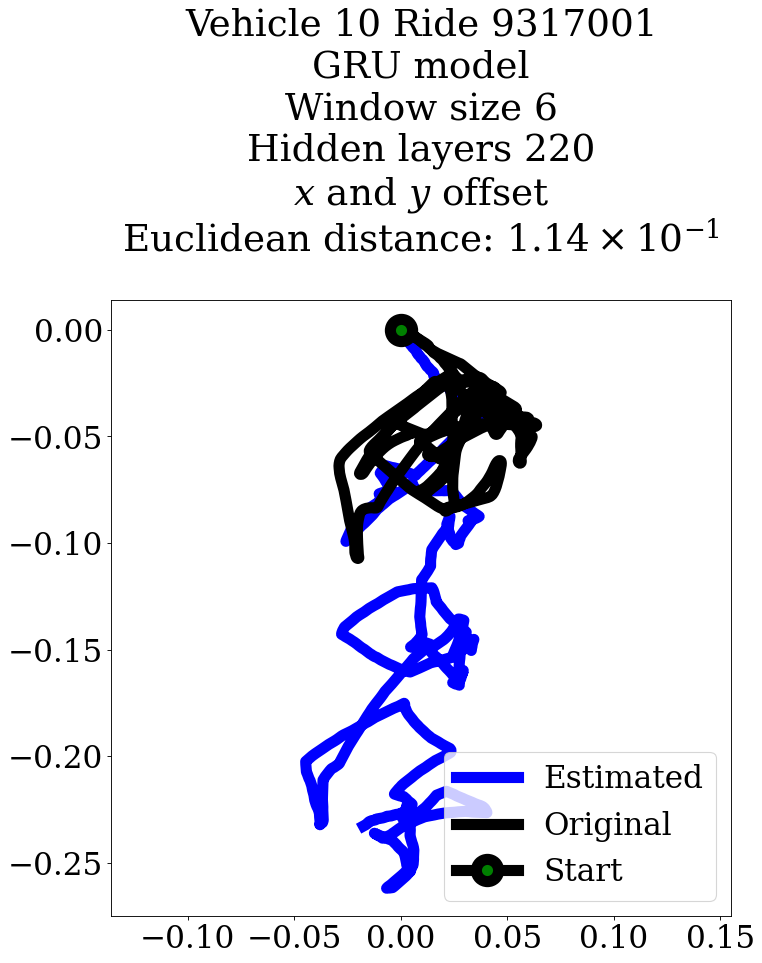 Vehicle 10 Ride 9317001
GRU model
Window size 6
Hidden layers 220
x and y offset
Euclidean distance: 1.14 × 10⁻¹
0.00
−0.05
−0.10
−0.15
−0.20
−0.25
Estimated
Original
Start
−0.10 −0.05 0.00 0.05 0.10 0.15